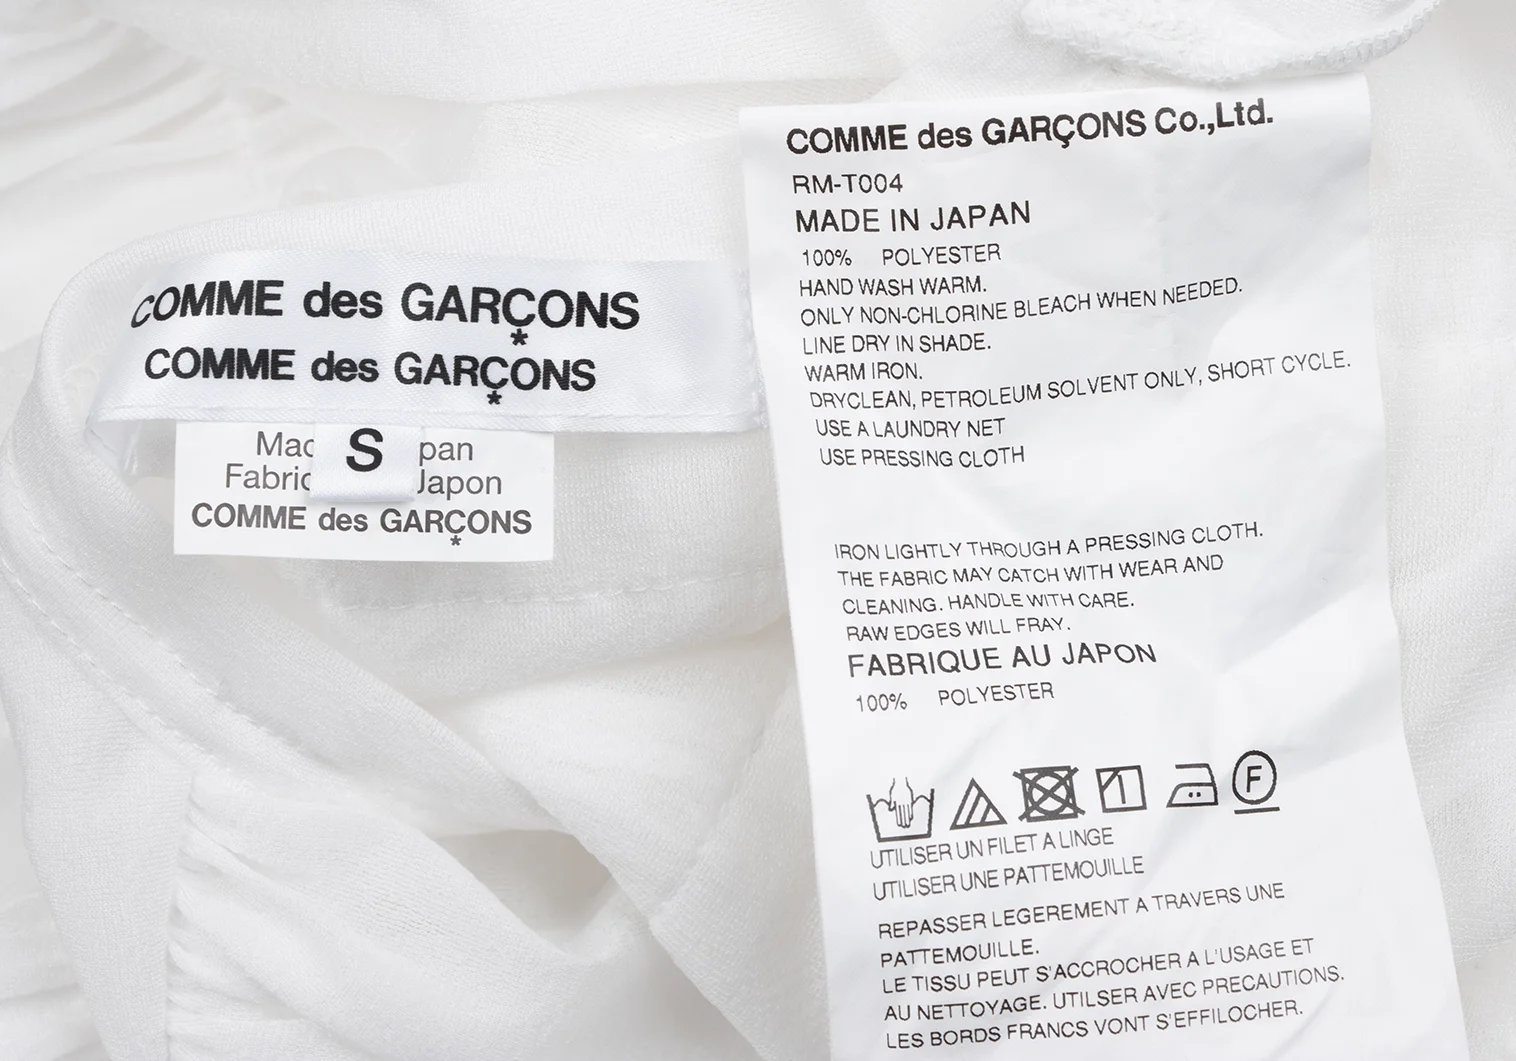 COMME des GARÇONS
COMME des GARÇONS
S
pan
Japon
COMME des GARÇONS
COMME des GARÇONS Co.,Ltd.
RM-T004
MADE IN JAPAN
100% POLYESTER
HAND WASH WARM.
ONLY NON-CHLORINE BLEACH WHEN NEEDED.
LINE DRY IN SHADE.
WARM IRON.
DRYCLEAN, PETROLEUM SOLVENT ONLY, SHORT CYCLE.
USE A LAUNDRY NET
USE PRESSING CLOTH
IRON LIGHTLY THROUGH A PRESSING CLOTH.
THE FABRIC MAY CATCH WITH WEAR AND
CLEANING. HANDLE WITH CARE.
RAW EDGES WILL FRAY.
FABRIQUE AU JAPON
100% POLYESTER
F
UTILISER UN FILET A LINGE
UTILISER UNE PATTEMOUILLE
REPASSER LEGEREMENT A TRAVERS UNE
PATTEMOUILLE.
LE TISSU PEUT S'ACCROCHER A L'USAGE ET
AU NETTOYAGE. UTILSER AVEC PRECAUTIONS.
LES BORDS FRANCS VONT S'EFFILOCHER.